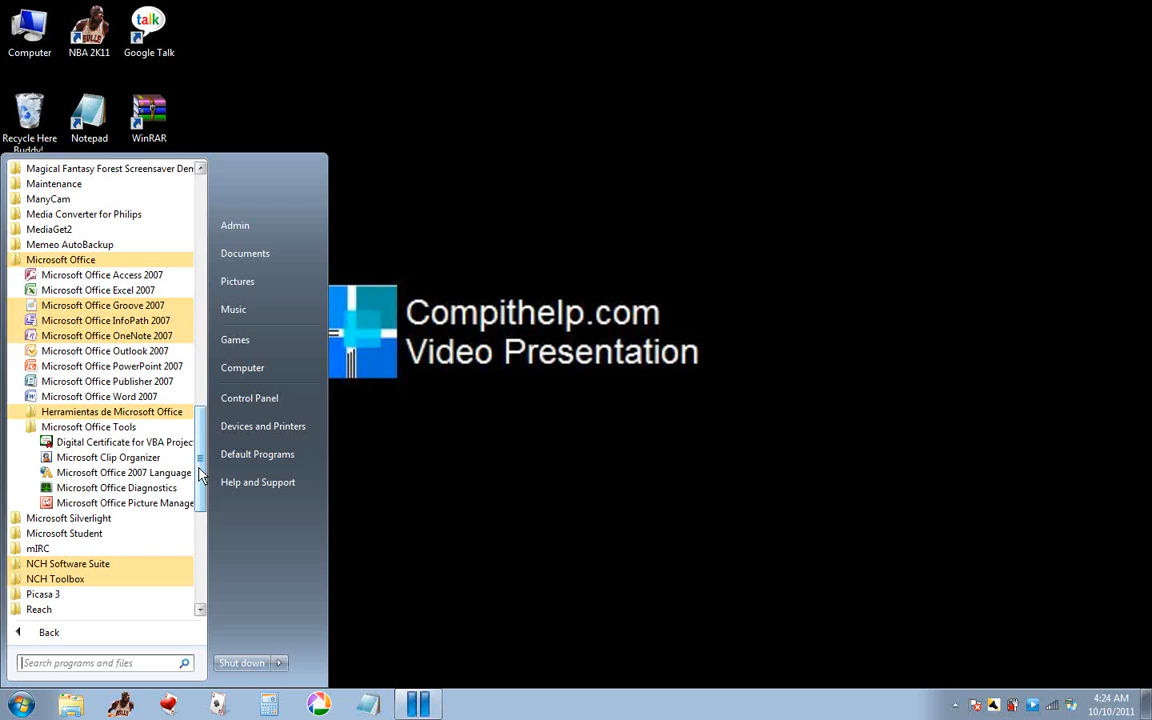 Computer
NBA 2K11
talk
Google Talk
Recycle Here
Buddy!
Notepad
WinRAR
Magical Fantasy Forest Screensaver Den
Maintenance
ManyCam
Media Converter for Philips
MediaGet2
Memeo AutoBackup
Microsoft Office
Microsoft Office Access 2007
Microsoft Office Excel 2007
Microsoft Office Groove 2007
Microsoft Office InfoPath 2007
Microsoft Office OneNote 2007
Microsoft Office Outlook 2007
Microsoft Office PowerPoint 2007
Microsoft Office Publisher 2007
Microsoft Office Word 2007
Herramientas de Microsoft Office
Microsoft Office Tools
Digital Certificate for VBA Projec
Microsoft Clip Organizer
Microsoft Office 2007 Language
Microsoft Office Diagnostics
Microsoft Office Picture Manage
Microsoft Silverlight
Microsoft Student
mIRC
NCH Software Suite
NCH Toolbox
Picasa 3
Reach
Back
Search programs and files
Admin
Documents
Pictures
Music
Games
Computer
Control Panel
Devices and Printers
Default Programs
Help and Support
Shut down
Compithelp.com
Video Presentation
4:24 AM
10/10/2011